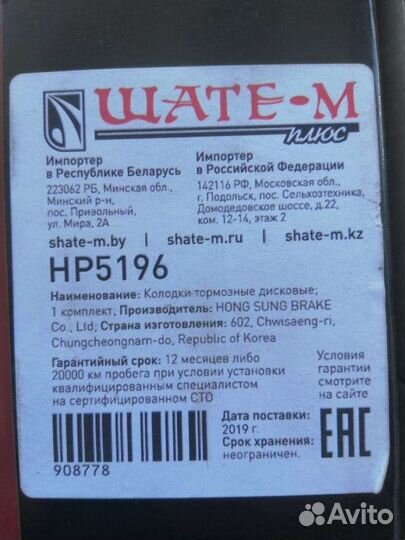 ШАТЕ-М
плюс
Импортер
в Республике Беларусь
223062 РБ, Минская обл.,
Минский р-н,
пос. Привольный,
ул. Мира, 2А
Импортер
в Российской Федерации
142116 РФ, Московская обл.,
г. Подольск, пос. Сельхозтехника,
Домодедовское шоссе, д.22,
ком. 12-14, этаж 2
shate-m.by | shate-m.ru | shate-m.kz
HP5196
Наименование: Колодки тормозные дисковые;
1 комплект; Производитель: HONG SUNG BRAKE
Co., Ltd; Страна изготовления: 602, Chwisaeng-ri,
Chungcheongnam-do, Republic of Korea
Гарантийный срок: 12 месяцев либо
20000 км пробега при условии установки
квалифицированным специалистом
на сертифицированном СТО
Условия
гарантии
смотрите
на сайте
908778
Дата поставки:
2019 г.
Срок хранения:
неограничен.
EAC
Avito